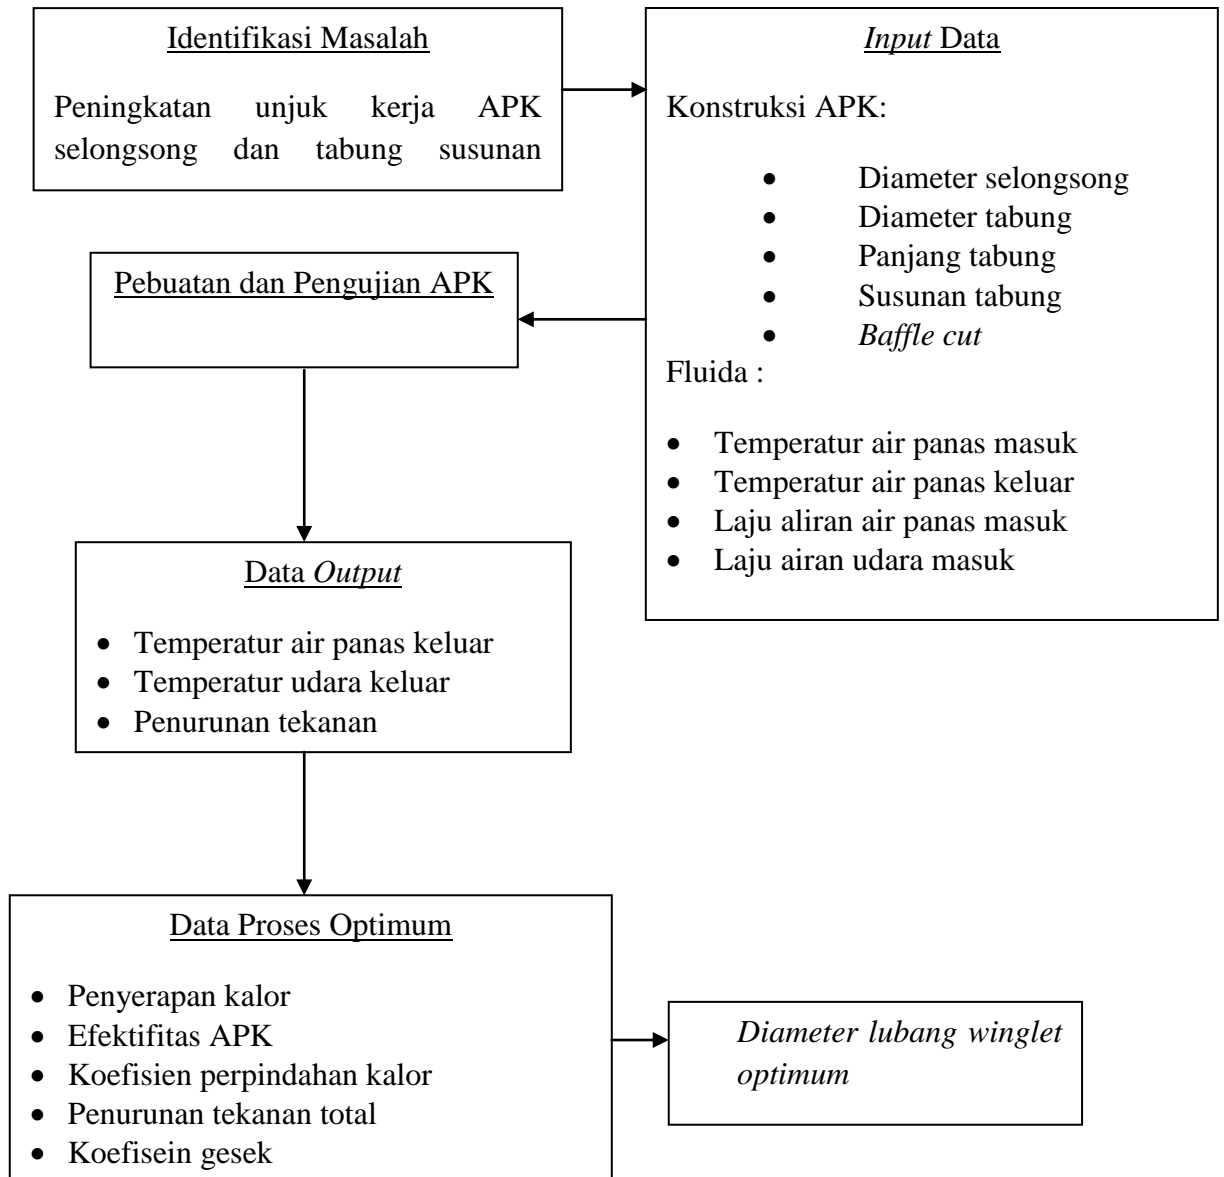 Identifikasi Masalah
Peningkatan unjuk kerja APK
selongsong dan tabung susunan
Input Data
Konstruksi APK:
• Diameter selongsong
• Diameter tabung
• Panjang tabung
• Susunan tabung
• Baffle cut
Fluida :
• Temperatur air panas masuk
• Temperatur air panas keluar
• Laju aliran air panas masuk
• Laju airan udara masuk
Pebuatan dan Pengujian APK
Data Output
• Temperatur air panas keluar
• Temperatur udara keluar
• Penurunan tekanan
Data Proses Optimum
• Penyerapan kalor
• Efektifitas APK
• Koefisien perpindahan kalor
• Penurunan tekanan total
• Koefisein gesek
Diameter lubang winglet
optimum